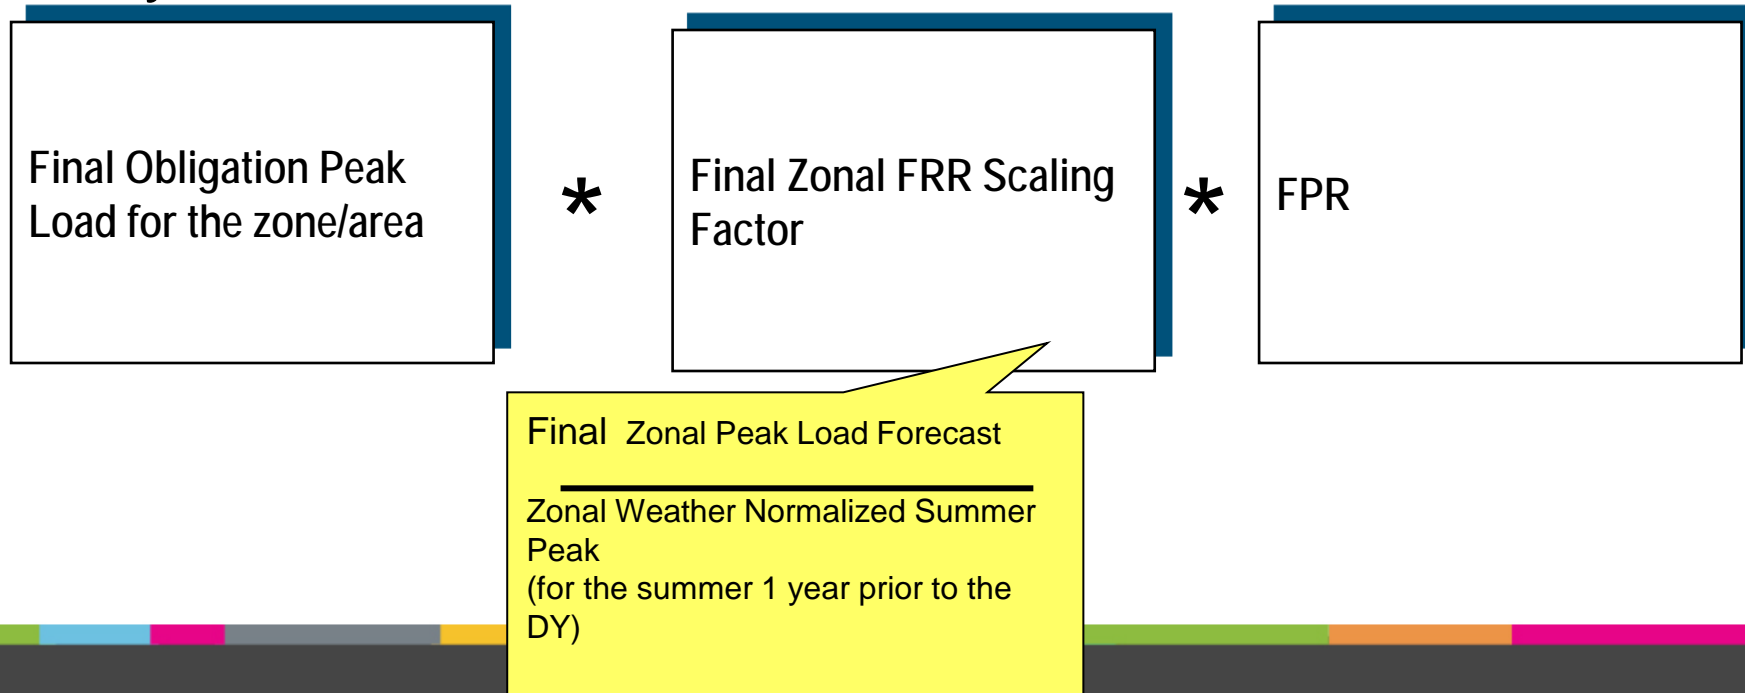 Final Obligation Peak
Load for the zone/area
*
Final Zonal FRR Scaling
Factor
*
FPR
Final Zonal Peak Load Forecast
Zonal Weather Normalized Summer
Peak
(for the summer 1 year prior to the
DY)